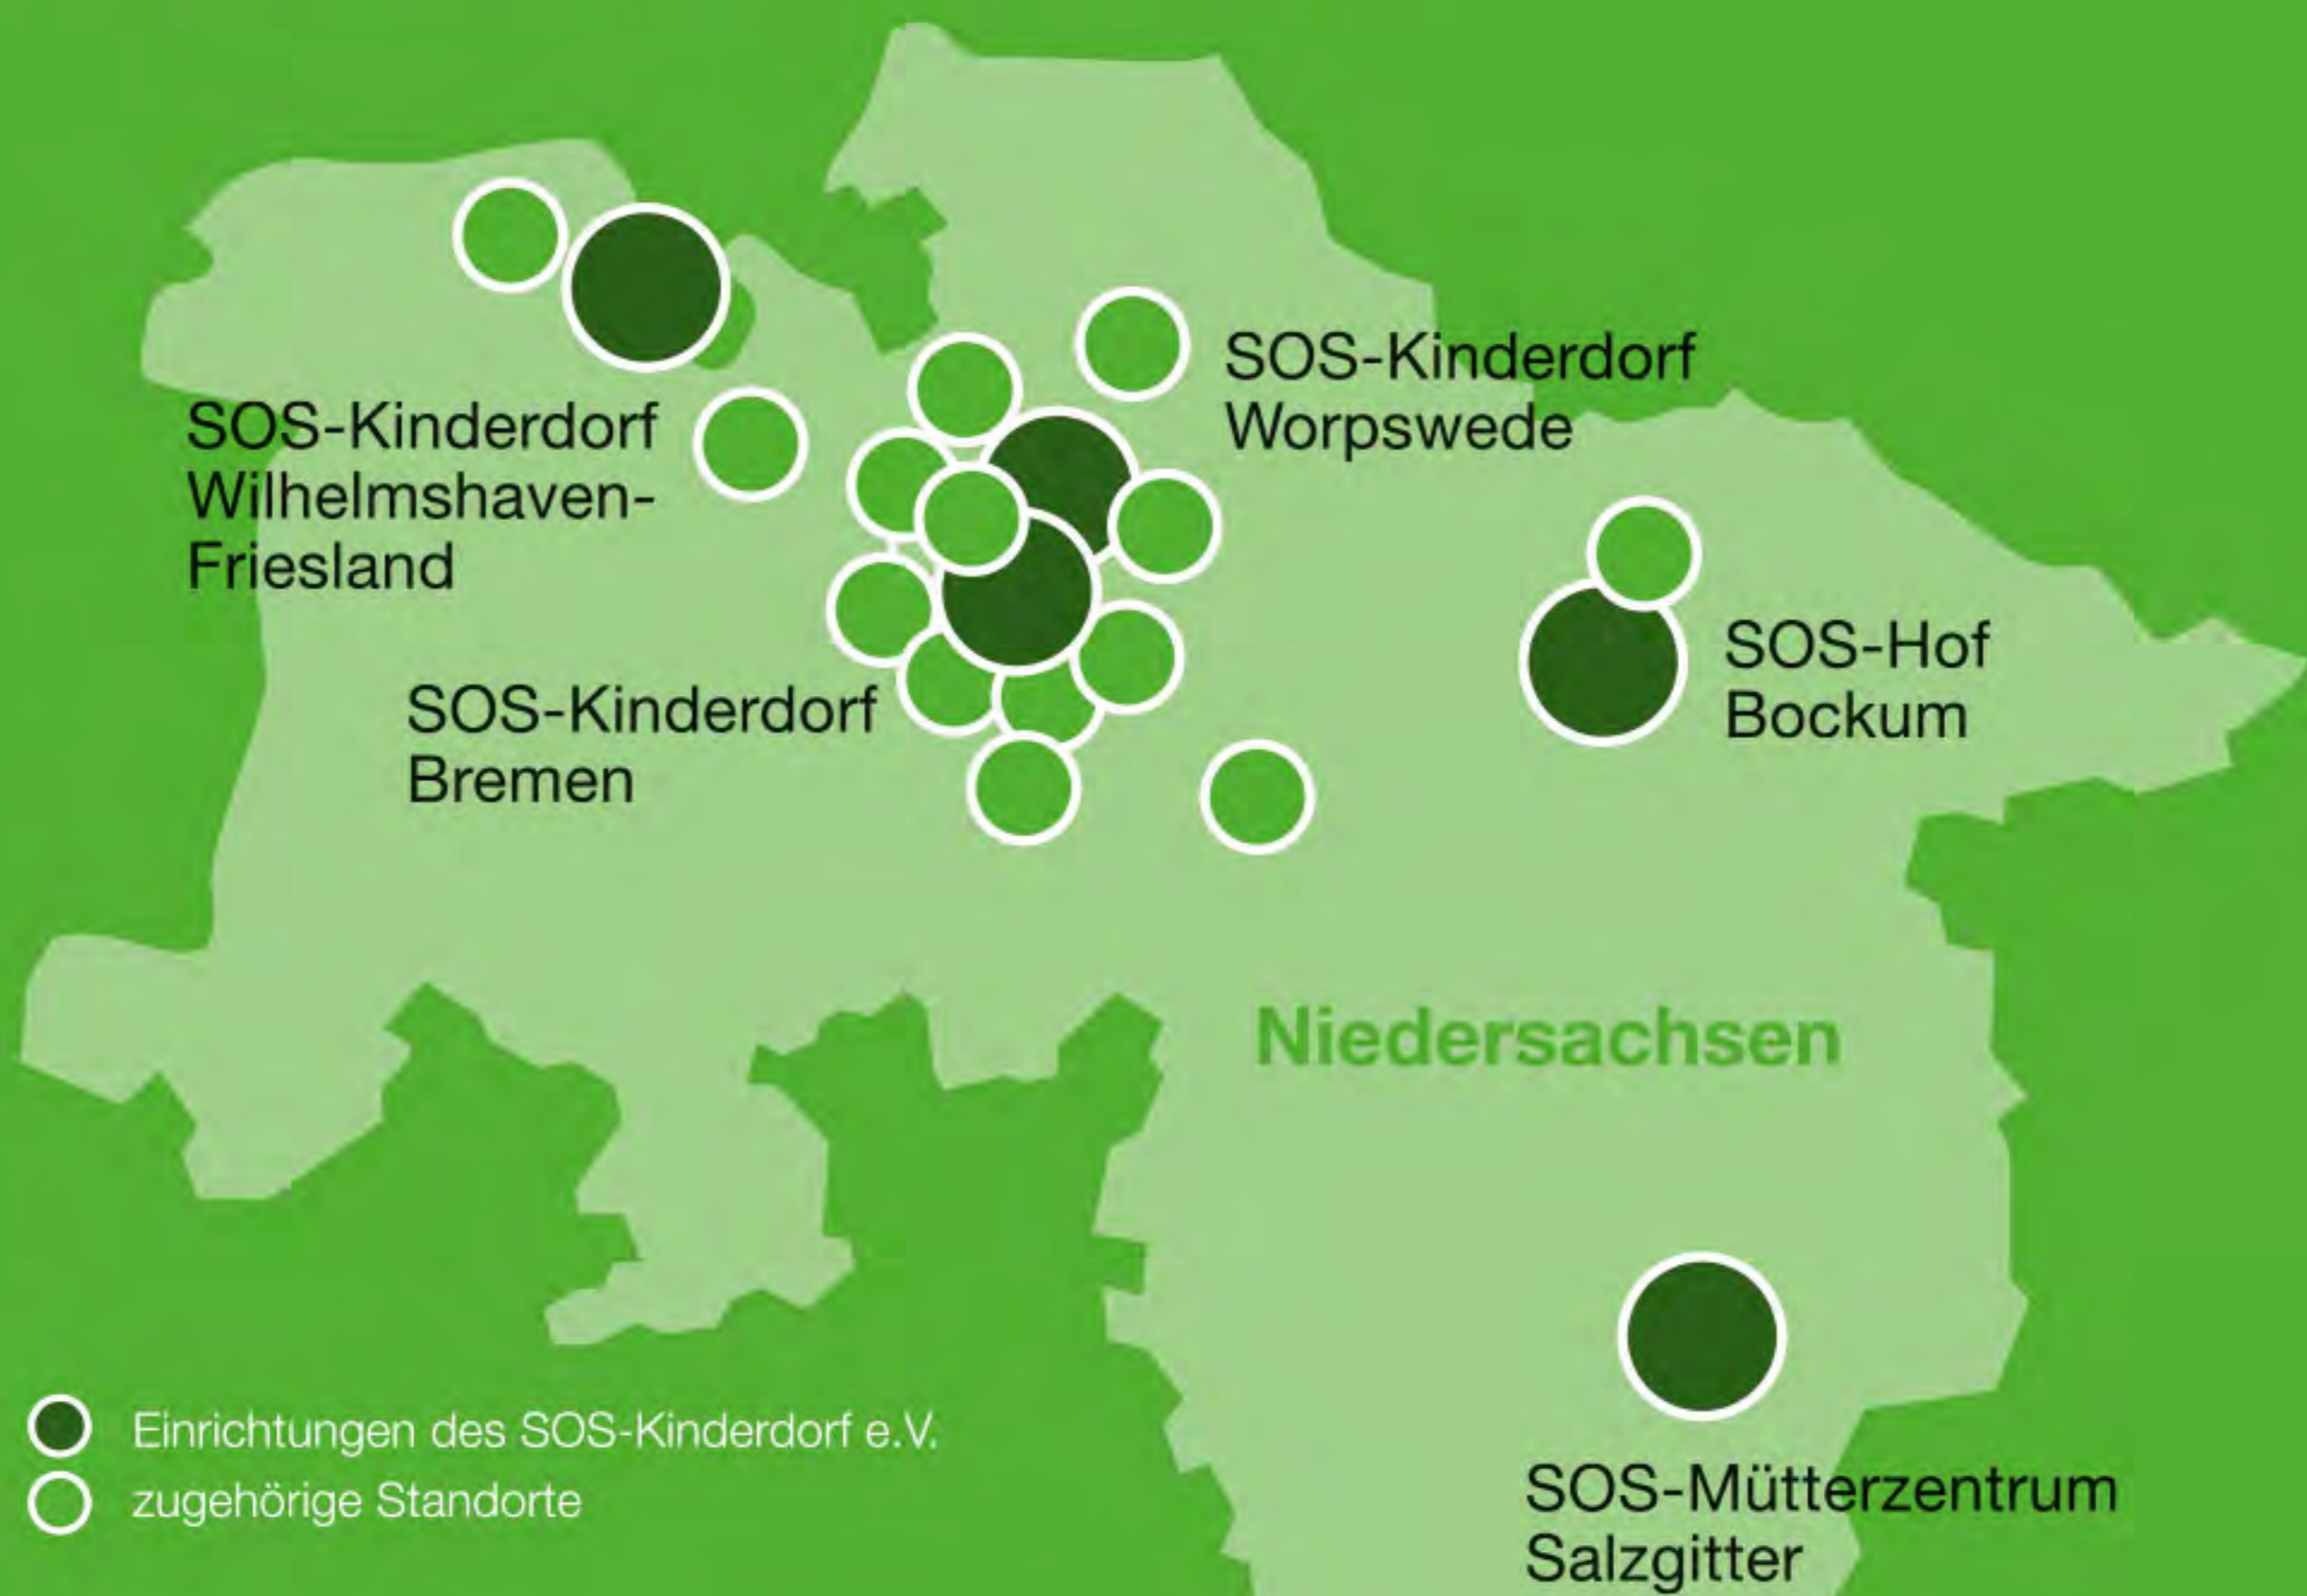 SOS-Kinderdorf
Worpswede
SOS-Kinderdorf
Wilhelmshaven-
Friesland
SOS-Hof
Bockum
SOS-Kinderdorf
Bremen
Niedersachsen
Einrichtungen des SOS-Kinderdorf e.V.
zugehörige Standorte
SOS-Mütterzentrum
Salzgitter